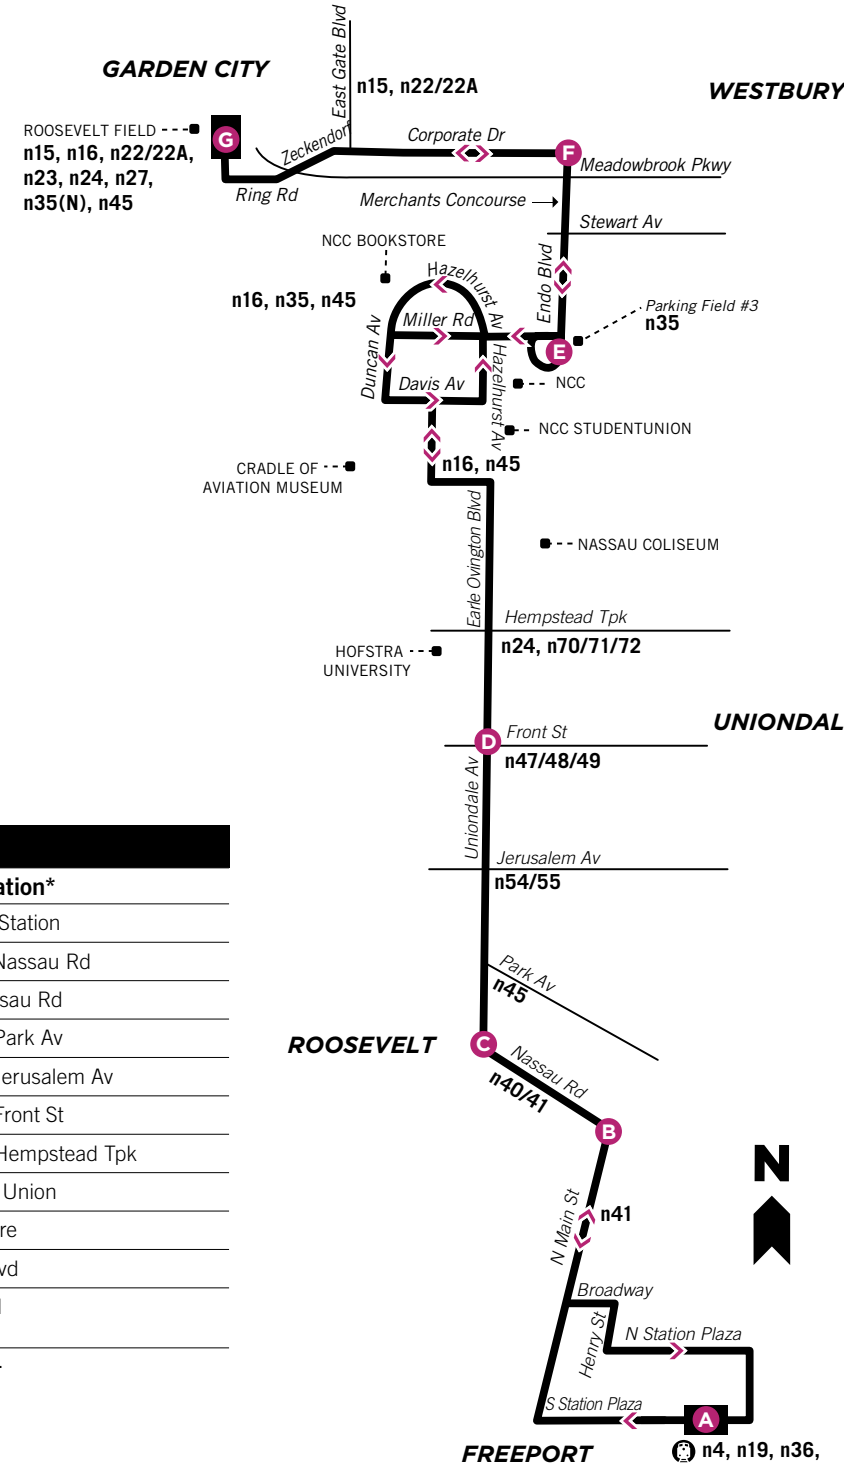 GARDEN CITY
East Gate Blvd
n15, n22/22A
WESTBURY
ROOSEVELT FIELD
n15, n16, n22/22A,
n23, n24, n27,
n35(N), n45
G
Zeckendorf
Corporate Dr
F
Meadowbrook Pkwy
Ring Rd
Merchants Concourse
Stewart Av
NCC BOOKSTORE
Hazelhurst Av
Endo Blvd
n16, n35, n45
Parking Field #3
n35
Miller Rd
Duncan Av
E
Hazelhurst Av
Davis Av
NCC
NCC STUDENTUNION
n16, n45
CRADLE OF
AVIATION MUSEUM
Earle Ovington Blvd
NASSAU COLISEUM
Hempstead Tpk
n24, n70/71/72
HOFSTRA
UNIVERSITY
UNIONDAL
D
Front St
n47/48/49
Uniondale Av
Jerusalem Av
n54/55
ation*
Station
Nassau Rd
sau Rd
Park Av
erusalem Av
Front St
Hempstead Tpk
Union
re
vd
Park Av
n45
ROOSEVELT
C
Nassau Rd
n40/41
B
N
N Main St
n41
Broadway
Henry St
N Station Plaza
S Station Plaza
A
FREEPORT
n4, n19, n36,